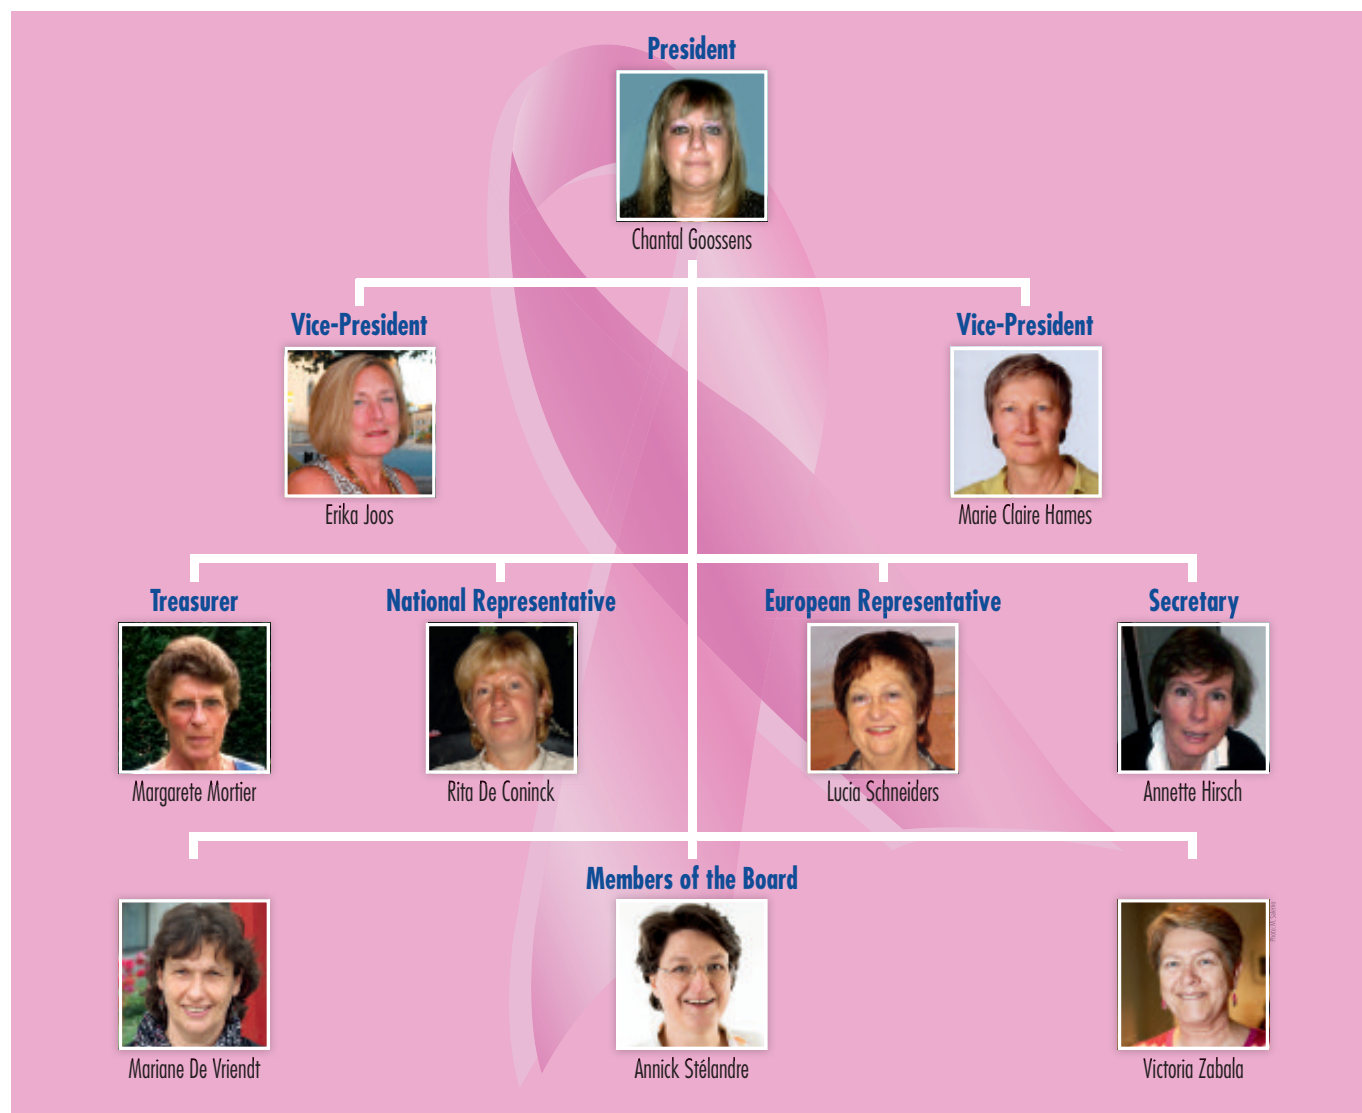 President
Chantal Goossens
Vice-President
Vice-President
Erika Joos
Marie Claire Hames
Treasurer
National Representative
European Representative
Secretary
Margarete Mortier
Rita De Coninck
Lucia Schneiders
Annette Hirsch
Members of the Board
Mariane De Vriendt
Annick Stélandre
Victoria Zabala